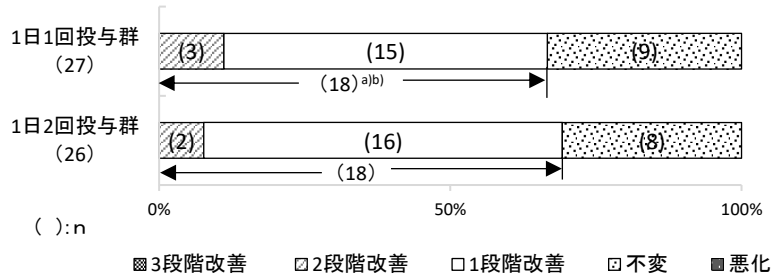 1日1回投与群
（27）
(3)
(15)
(9)
（18）a)b)
1日2回投与群
（26）
(2)
(16)
(8)
（18）
0%
50%
100%
（ ）：n
3段階改善
2段階改善
1段階改善
不変
悪化